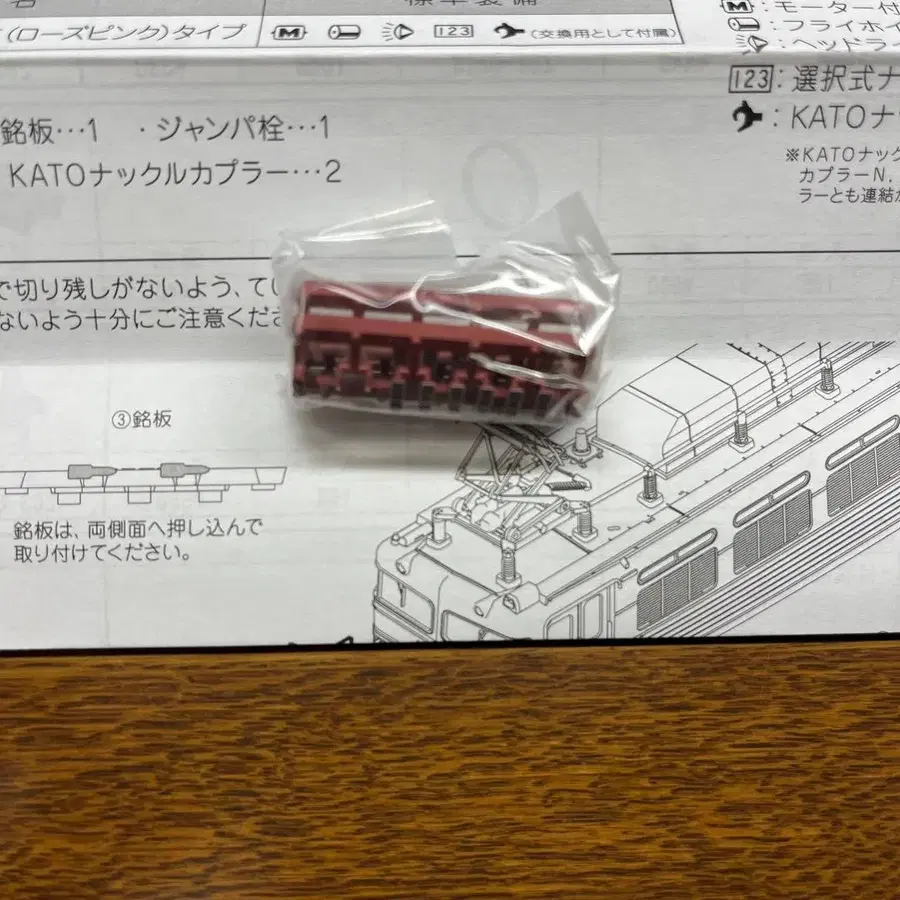 名
標準装備
(ローズピンク)タイプ
M
123
(交換用として付属)
M:モーター付
:フライホイ
:ヘッドラ
123:選択式ナ
:KATOナッ
※KATOナック
カプラーN.
ラーとも連結が
銘板…1 ・ジャンパ栓…1
KATOナックルカプラー…2
で切り残しがないよう、てい
ないよう十分にご注意くださ
③銘板
銘板は、両側面へ押し込んで
取り付けてください。